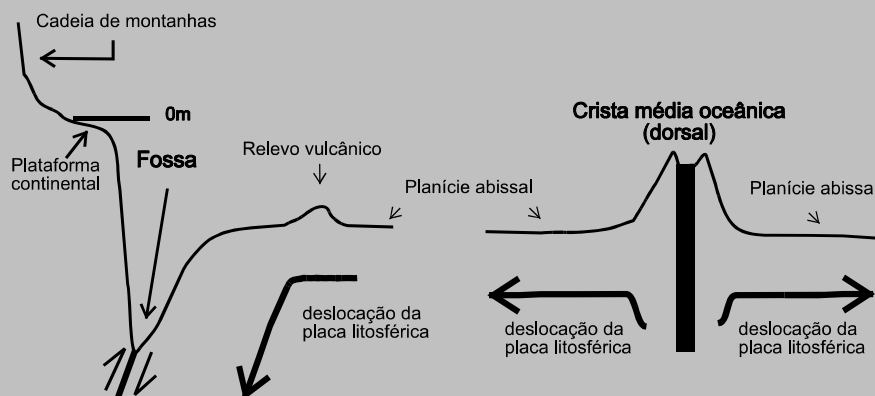 Cadeia de montanhas
0m
Plataforma
continental
Fossa
Relevo vulcânico
Planície abissal
deslocação da
placa litosférica
Crista média oceânica
(dorsal)
Planície abissa
deslocação da
placa litosférica
deslocação da
placa litosférica